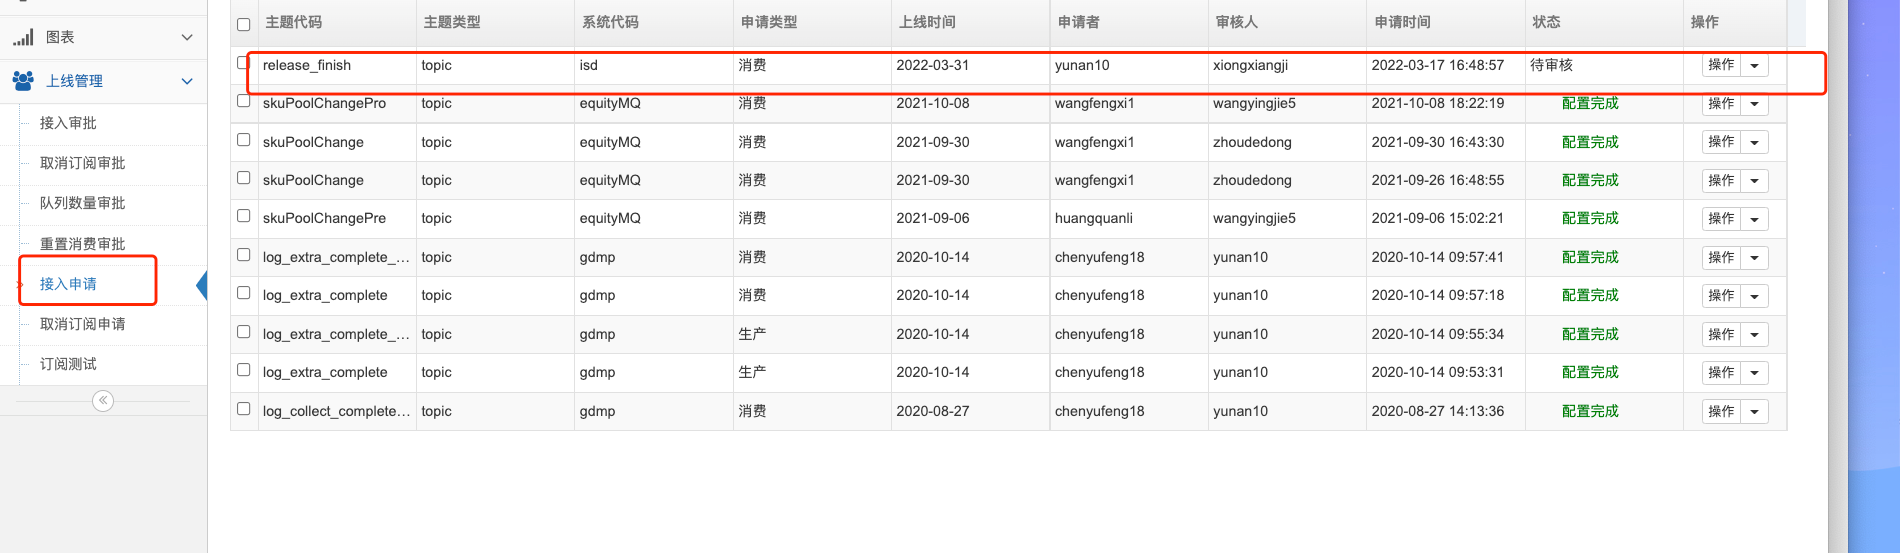 图表
上线管理
接入审批
取消订阅审批
队列数量审批
重置消费审批
接入申请
取消订阅申请
订阅测试
主题代码 主题类型 系统代码 申请类型 上线时间 申请者 审核人 申请时间 状态 操作
release_finish topic isd 消费 2022-03-31 yunan10 xiongxiangji 2022-03-17 16:48:57 待审核 操作
skuPoolChangePro topic equityMQ 消费 2021-10-08 wangfengxi1 wangyingjie5 2021-10-08 18:22:19 配置完成 操作
skuPoolChange topic equityMQ 消费 2021-09-30 wangfengxi1 zhoudedong 2021-09-30 16:43:30 配置完成 操作
skuPoolChange topic equityMQ 消费 2021-09-30 wangfengxi1 zhoudedong 2021-09-26 16:48:55 配置完成 操作
skuPoolChangePre topic equityMQ 消费 2021-09-06 huangquanli wangyingjie5 2021-09-06 15:02:21 配置完成 操作
log_extra_complete_... topic gdmp 消费 2020-10-14 chenyufeng18 yunan10 2020-10-14 09:57:41 配置完成 操作
log_extra_complete topic gdmp 消费 2020-10-14 chenyufeng18 yunan10 2020-10-14 09:57:18 配置完成 操作
log_extra_complete_... topic gdmp 生产 2020-10-14 chenyufeng18 yunan10 2020-10-14 09:55:34 配置完成 操作
log_extra_complete topic gdmp 生产 2020-10-14 chenyufeng18 yunan10 2020-10-14 09:53:31 配置完成 操作
log_collect_complete... topic gdmp 消费 2020-08-27 chenyufeng18 yunan10 2020-08-27 14:13:36 配置完成 操作